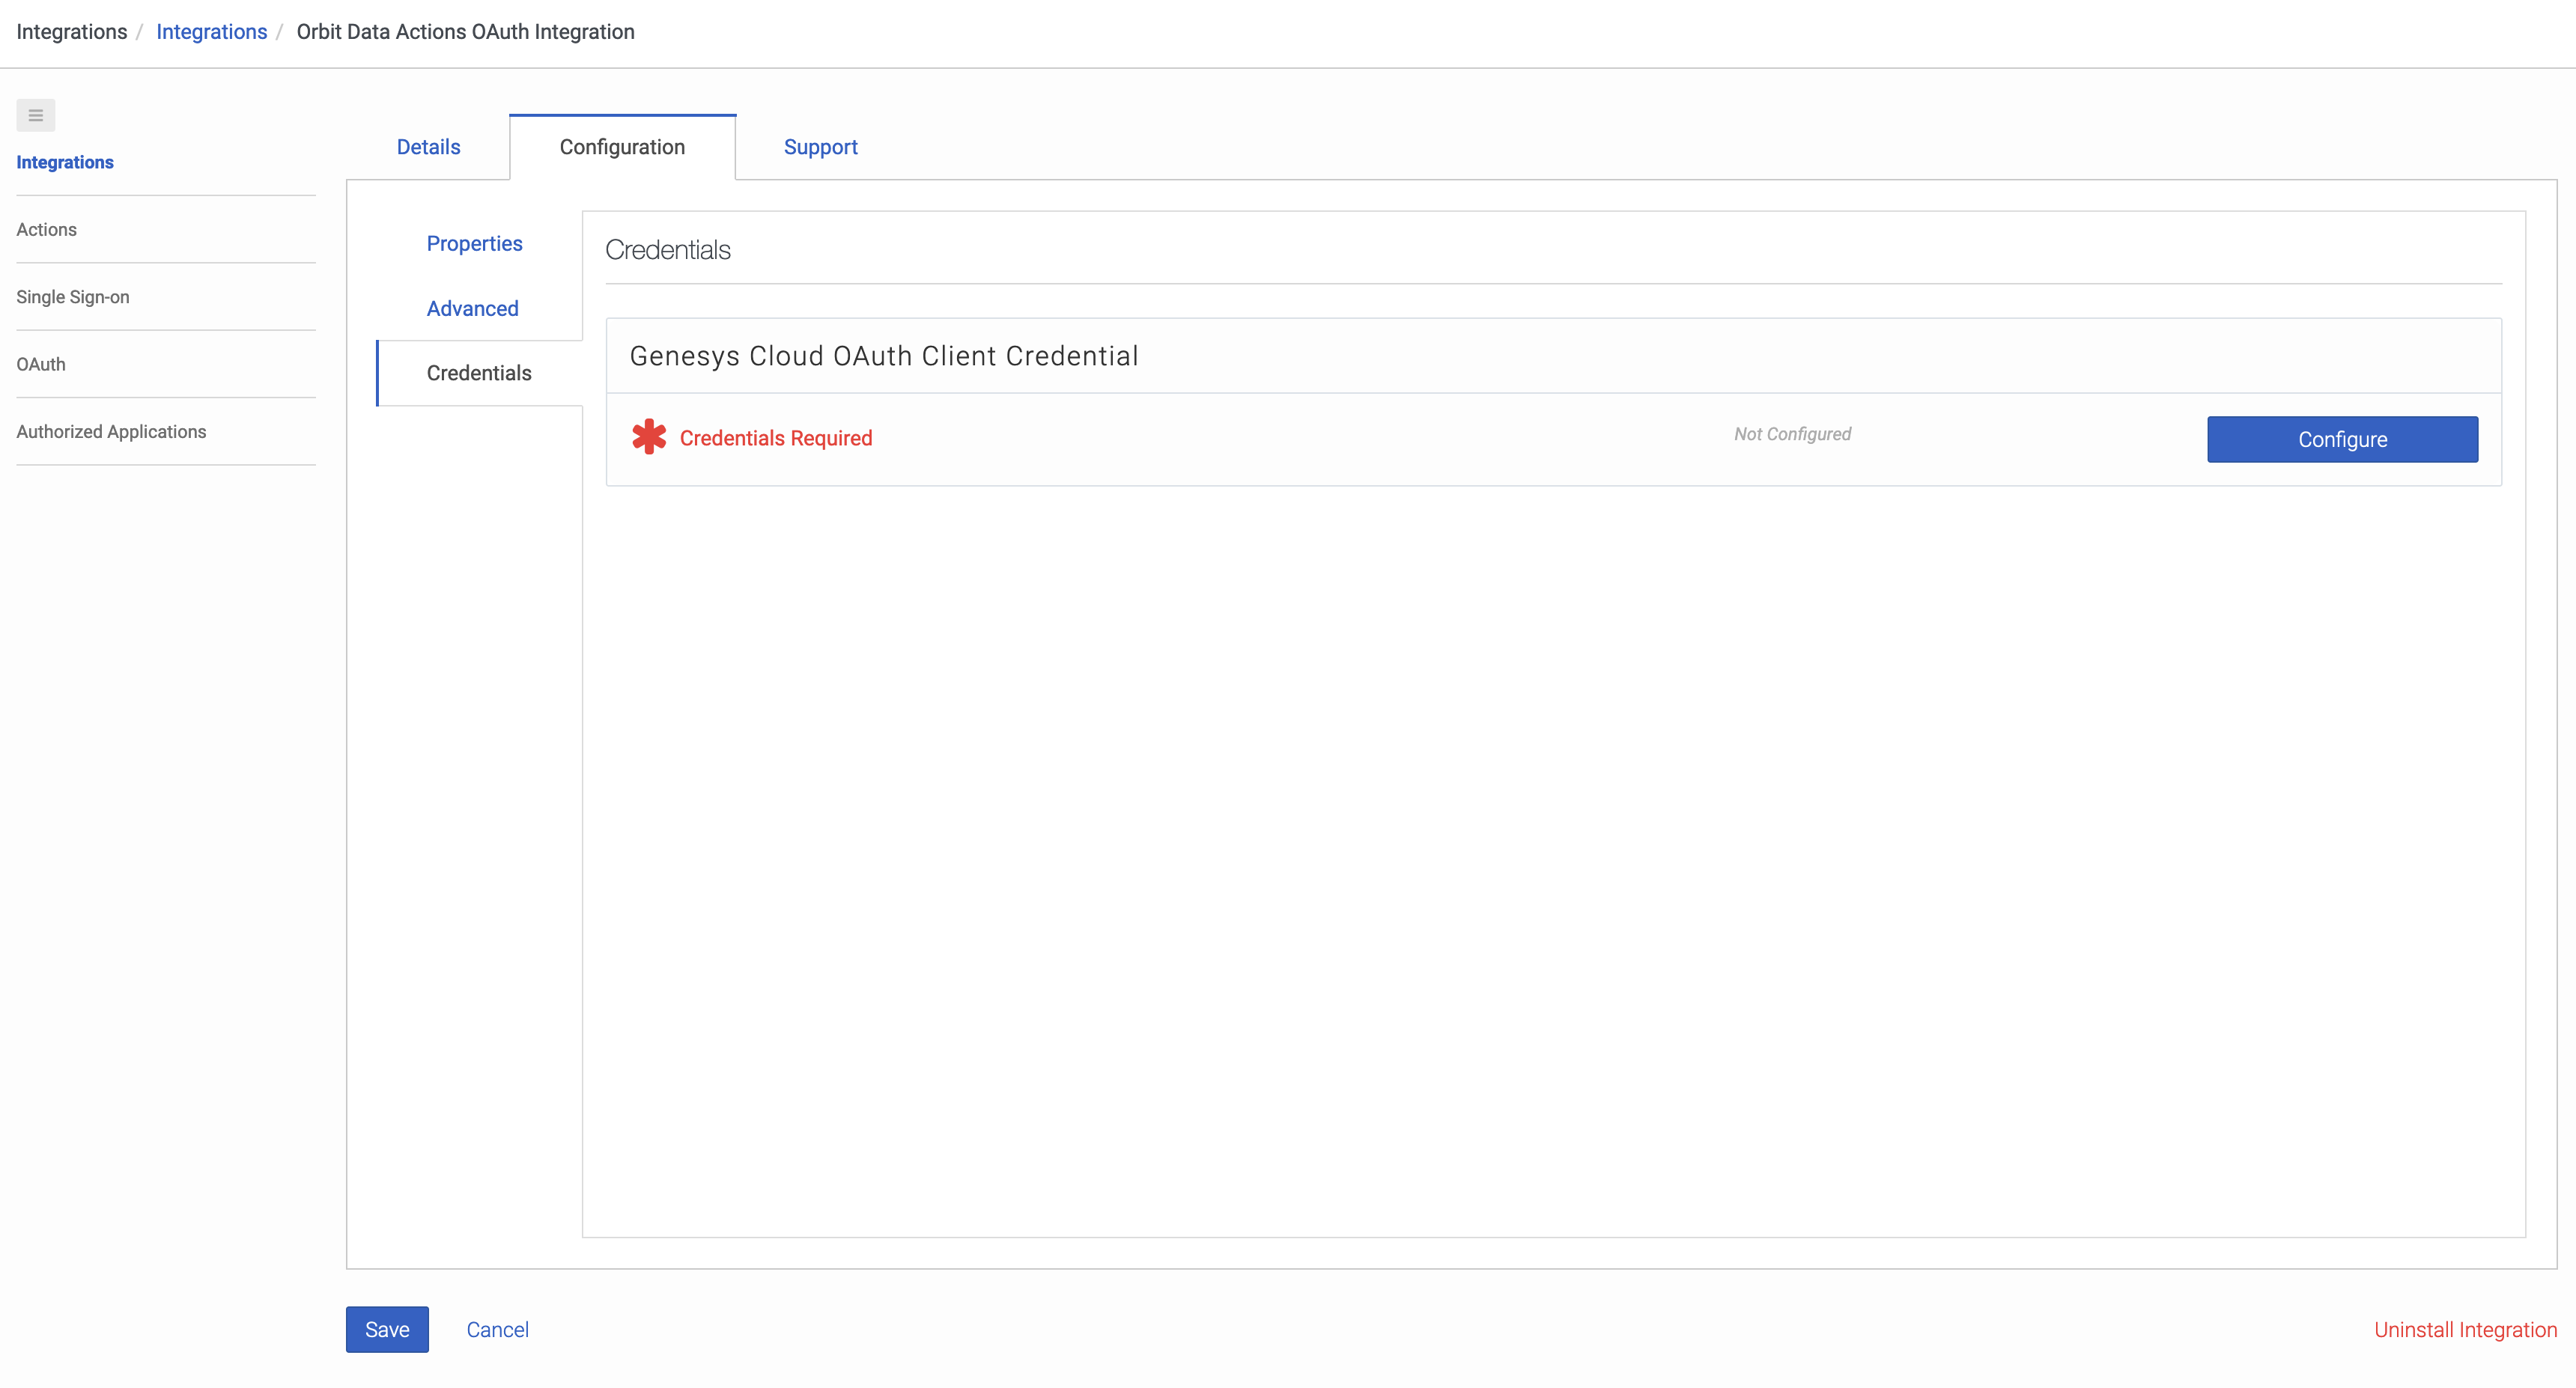 Integrations / Integrations / Orbit Data Actions OAuth Integration
Integrations
Actions
Single Sign-on
OAuth
Authorized Applications
Details
Configuration
Support
Properties
Advanced
Credentials
Credentials
Genesys Cloud OAuth Client Credential
Credentials Required
Not Configured
Configure
Save
Cancel
Uninstall Integration